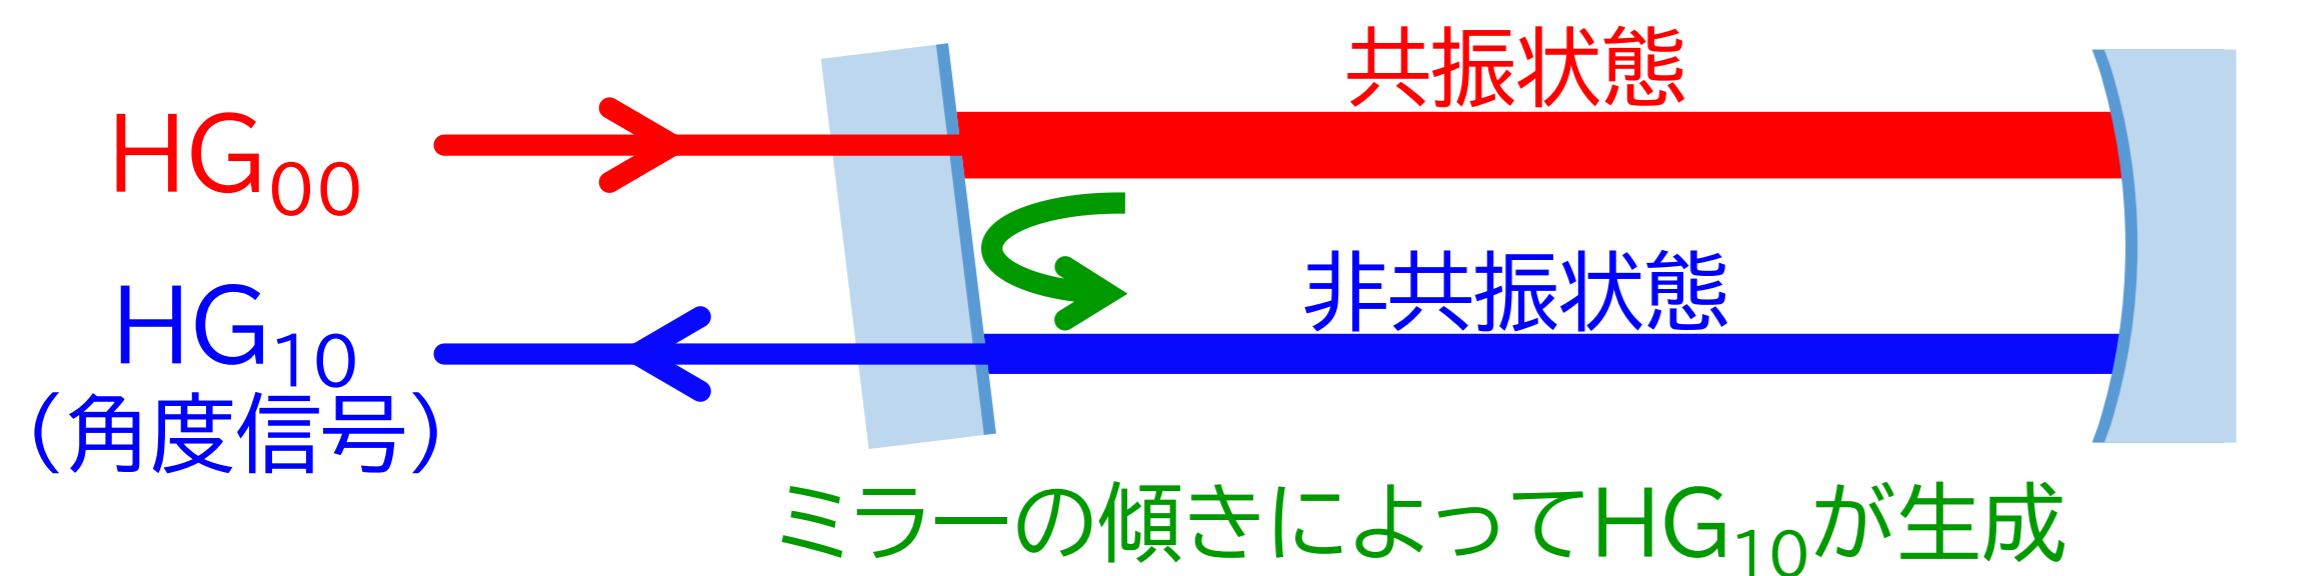 共振状態
HG₀₀
非共振状態
HG₁₀
（角度信号）
ミラーの傾きによってHG₁₀が生成